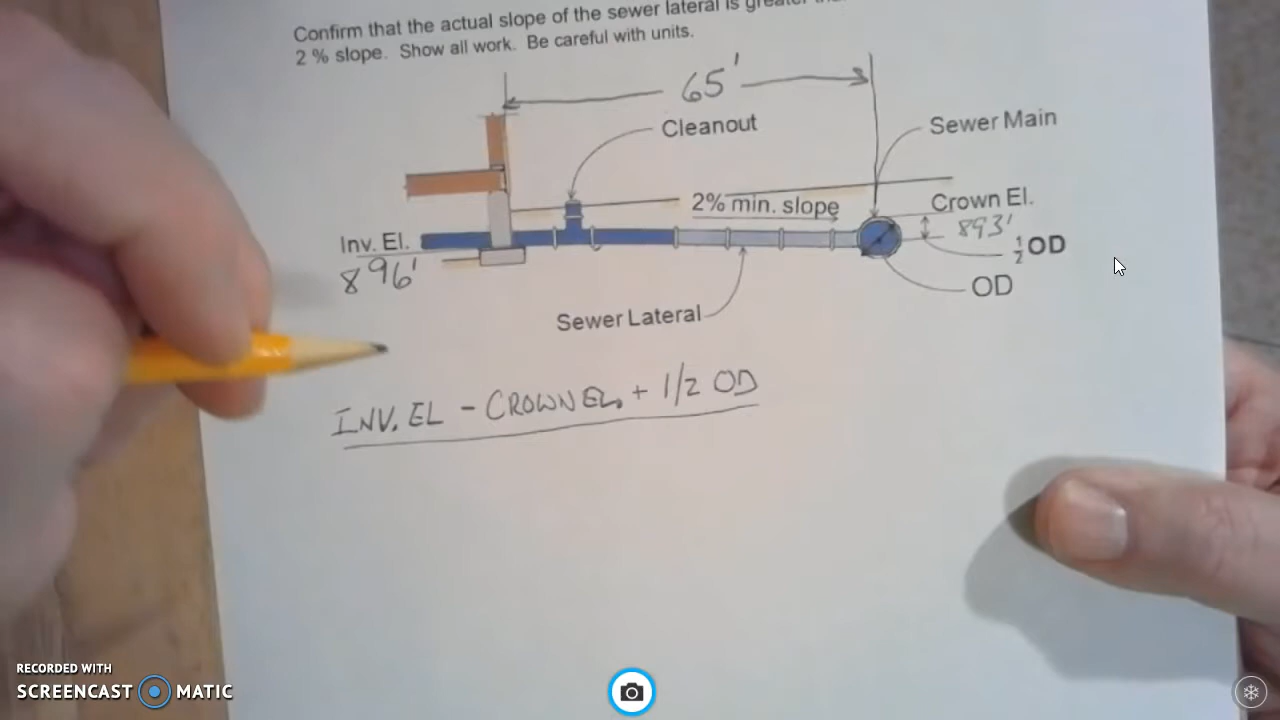 Confirm that the actual slope of the sewer lateral is greater
2 % slope. Show all work. Be careful with units.
65'
Cleanout
Sewer Main
2% min. slope
Crown El.
893'
Inv. El.
896'
½OD
OD
Sewer Lateral
INV. EL - CROWN EL. + 1/2 OD
RECORDED WITH
SCREENCAST MATIC